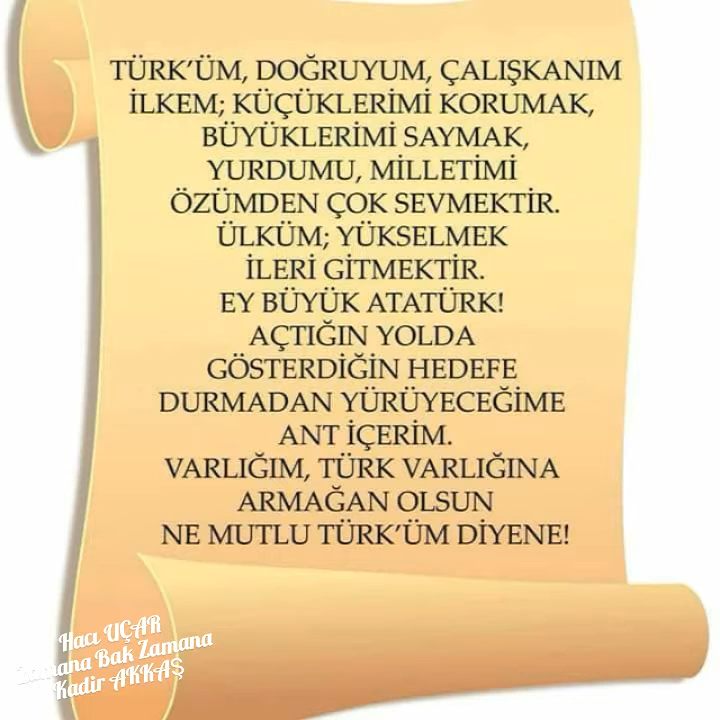 TÜRK'ÜM, DOĞRUYUM, ÇALIŞKANIM
İLKEM; KÜÇÜKLERİMİ KORUMAK,
BÜYÜKLERİMİ SAYMAK,
YURDUMU, MİLLETİMİ
ÖZÜMDEN ÇOK SEVMEKTİR.
ÜLKÜM; YÜKSELMEK
İLERİ GİTMEKTİR.
EY BÜYÜK ATATÜRK!
AÇTIĞIN YOLDA
GÖSTERDİĞİN HEDEFE
DURMADAN YÜRÜYECEĞİME
ANT İÇERİM.
VARLIĞIM, TÜRK VARLIĞINA
ARMAĞAN OLSUN
NE MUTLU TÜRK'ÜM DİYENE!
Hacı UÇAR
Zamana Bak Zamana
Kadir AKKAŞ